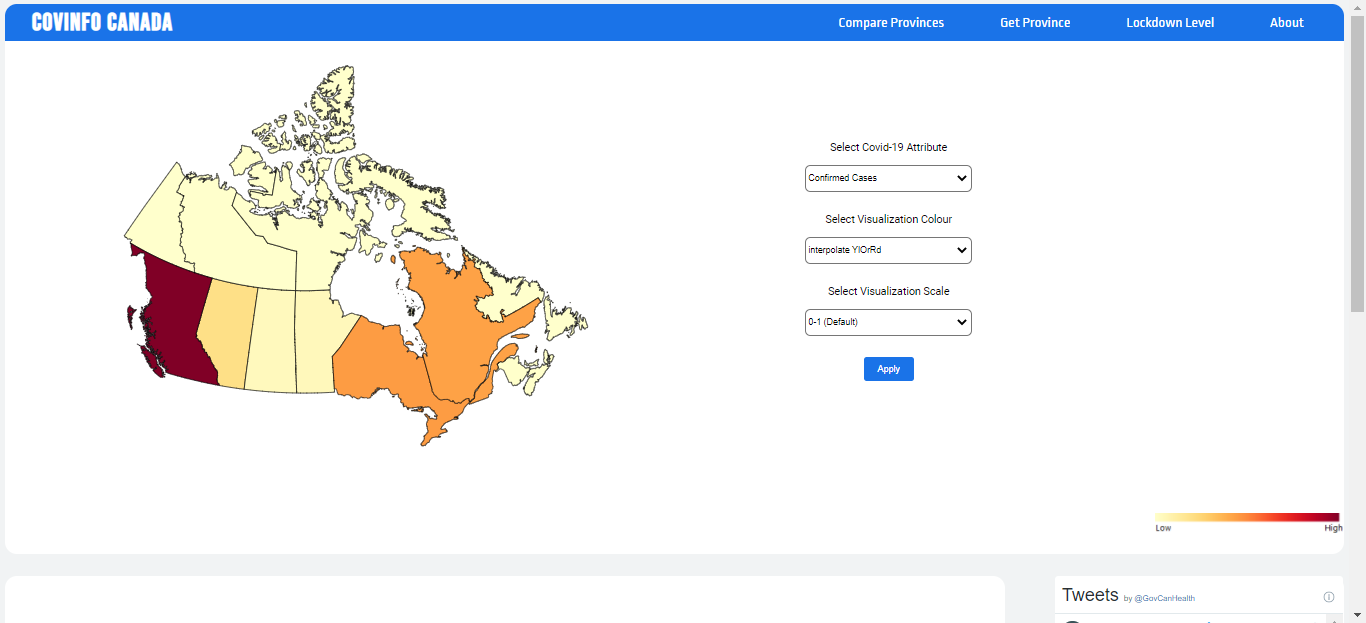 COVINFO CANADA
Compare Provinces
Get Province
Lockdown Level
About
Select Covid-19 Attribute
Confirmed Cases
Select Visualization Colour
interpolate YlOrRd
Select Visualization Scale
0-1 (Default)
Apply
Low
High
Tweets by @GovCanHealth